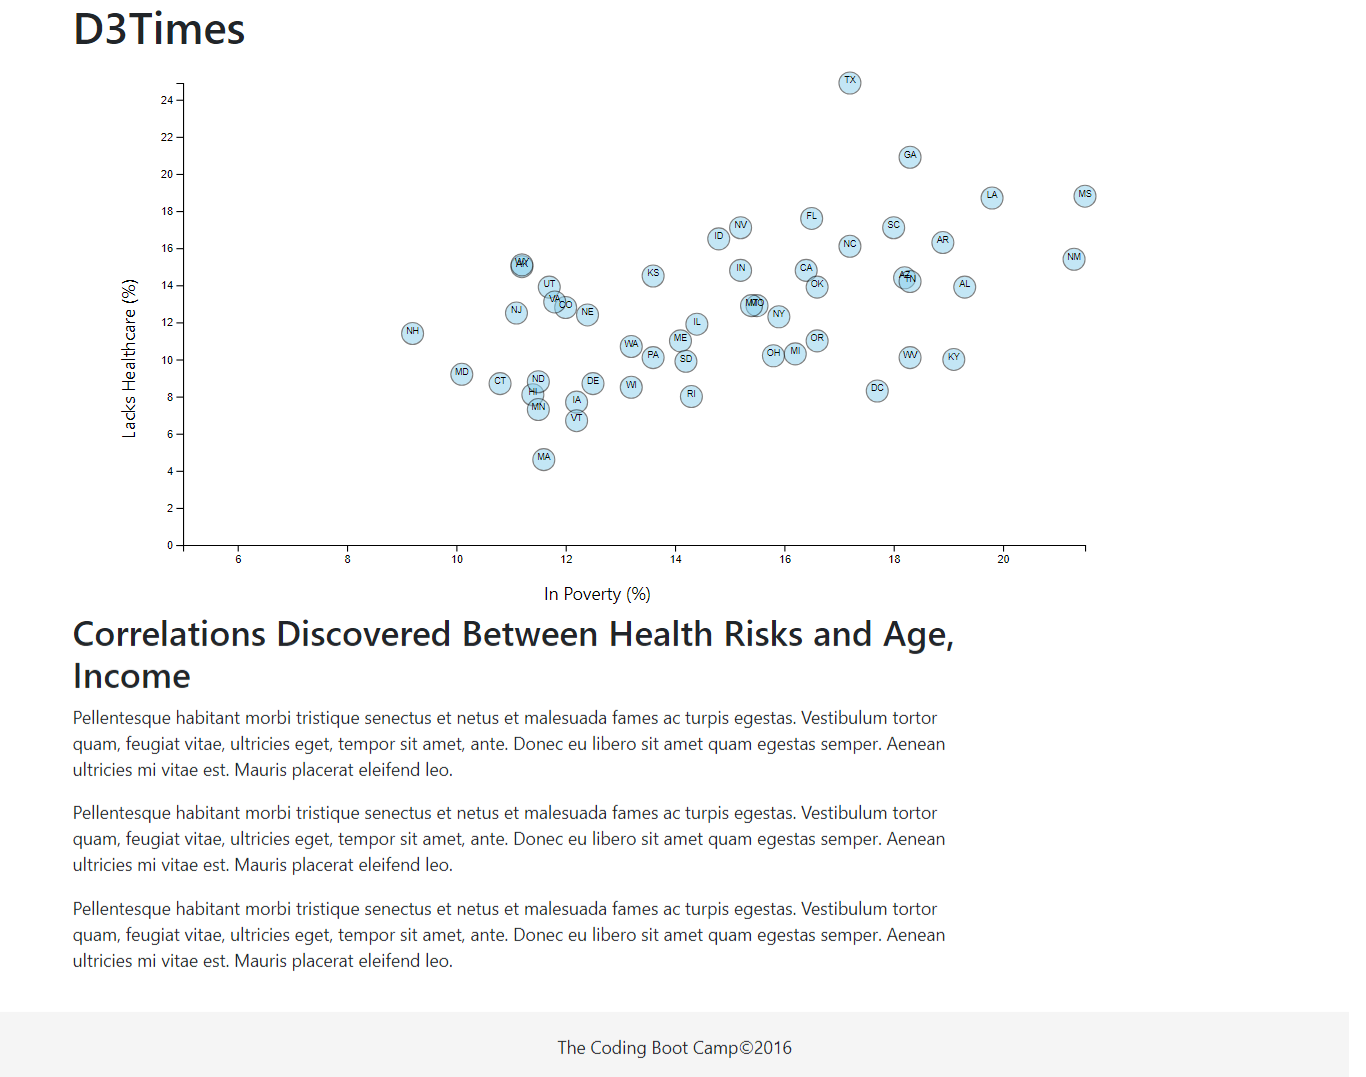 D3Times
TX
24
22
GA
20
LA
MS
18
FL
NV
SC
ID
AR
NC
16
NM
WY
AK
IN
CA
KS
AZ
TN
14
UT
OK
AL
VA
CO
MT
MO
NJ
NE
NY
12
IL
NH
ME
OR
WA
10
PA
SD
OH
MI
WV
KY
MD
CT
ND
DE
WI
8
HI
RI
DC
IA
MN
VT
6
MA
4
2
0
Lacks Healthcare (%)
6 8 10 12 14 16 18 20
In Poverty (%)
Correlations Discovered Between Health Risks and Age,
Income
Pellentesque habitant morbi tristique senectus et netus et malesuada fames ac turpis egestas. Vestibulum tortor
quam, feugiat vitae, ultricies eget, tempor sit amet, ante. Donec eu libero sit amet quam egestas semper. Aenean
ultricies mi vitae est. Mauris placerat eleifend leo.
Pellentesque habitant morbi tristique senectus et netus et malesuada fames ac turpis egestas. Vestibulum tortor
quam, feugiat vitae, ultricies eget, tempor sit amet, ante. Donec eu libero sit amet quam egestas semper. Aenean
ultricies mi vitae est. Mauris placerat eleifend leo.
Pellentesque habitant morbi tristique senectus et netus et malesuada fames ac turpis egestas. Vestibulum tortor
quam, feugiat vitae, ultricies eget, tempor sit amet, ante. Donec eu libero sit amet quam egestas semper. Aenean
ultricies mi vitae est. Mauris placerat eleifend leo.
The Coding Boot Camp©2016